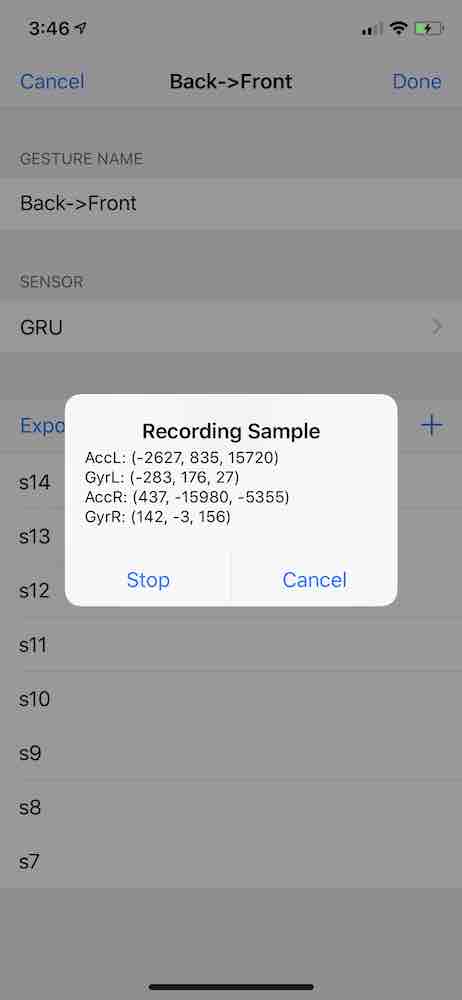 3:46
Cancel Back->Front Done
GESTURE NAME
Back->Front
SENSOR
GRU
Expo +
Recording Sample
AccL: (-2627, 835, 15720)
GyrL: (-283, 176, 27)
AccR: (437, -15980, -5355)
GyrR: (142, -3, 156)
Stop Cancel
s14
s13
s12
s11
s10
s9
s8
s7